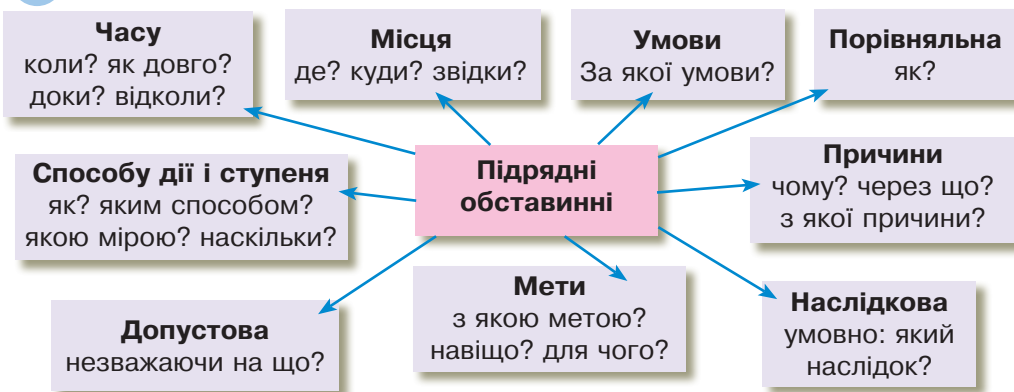 Часу
коли? як довго?
доки? відколи?
Місця
де? куди? звідки?
Умови
За якої умови?
Порівняльна
як?
Способу дії і ступеня
як? яким способом?
якою мірою? наскільки?
Підрядні
обставинні
Причини
чому? через що?
з якої причини?
Допустова
незважаючи на що?
Мети
з якою метою?
навіщо? для чого?
Наслідкова
умовно: який
наслідок?